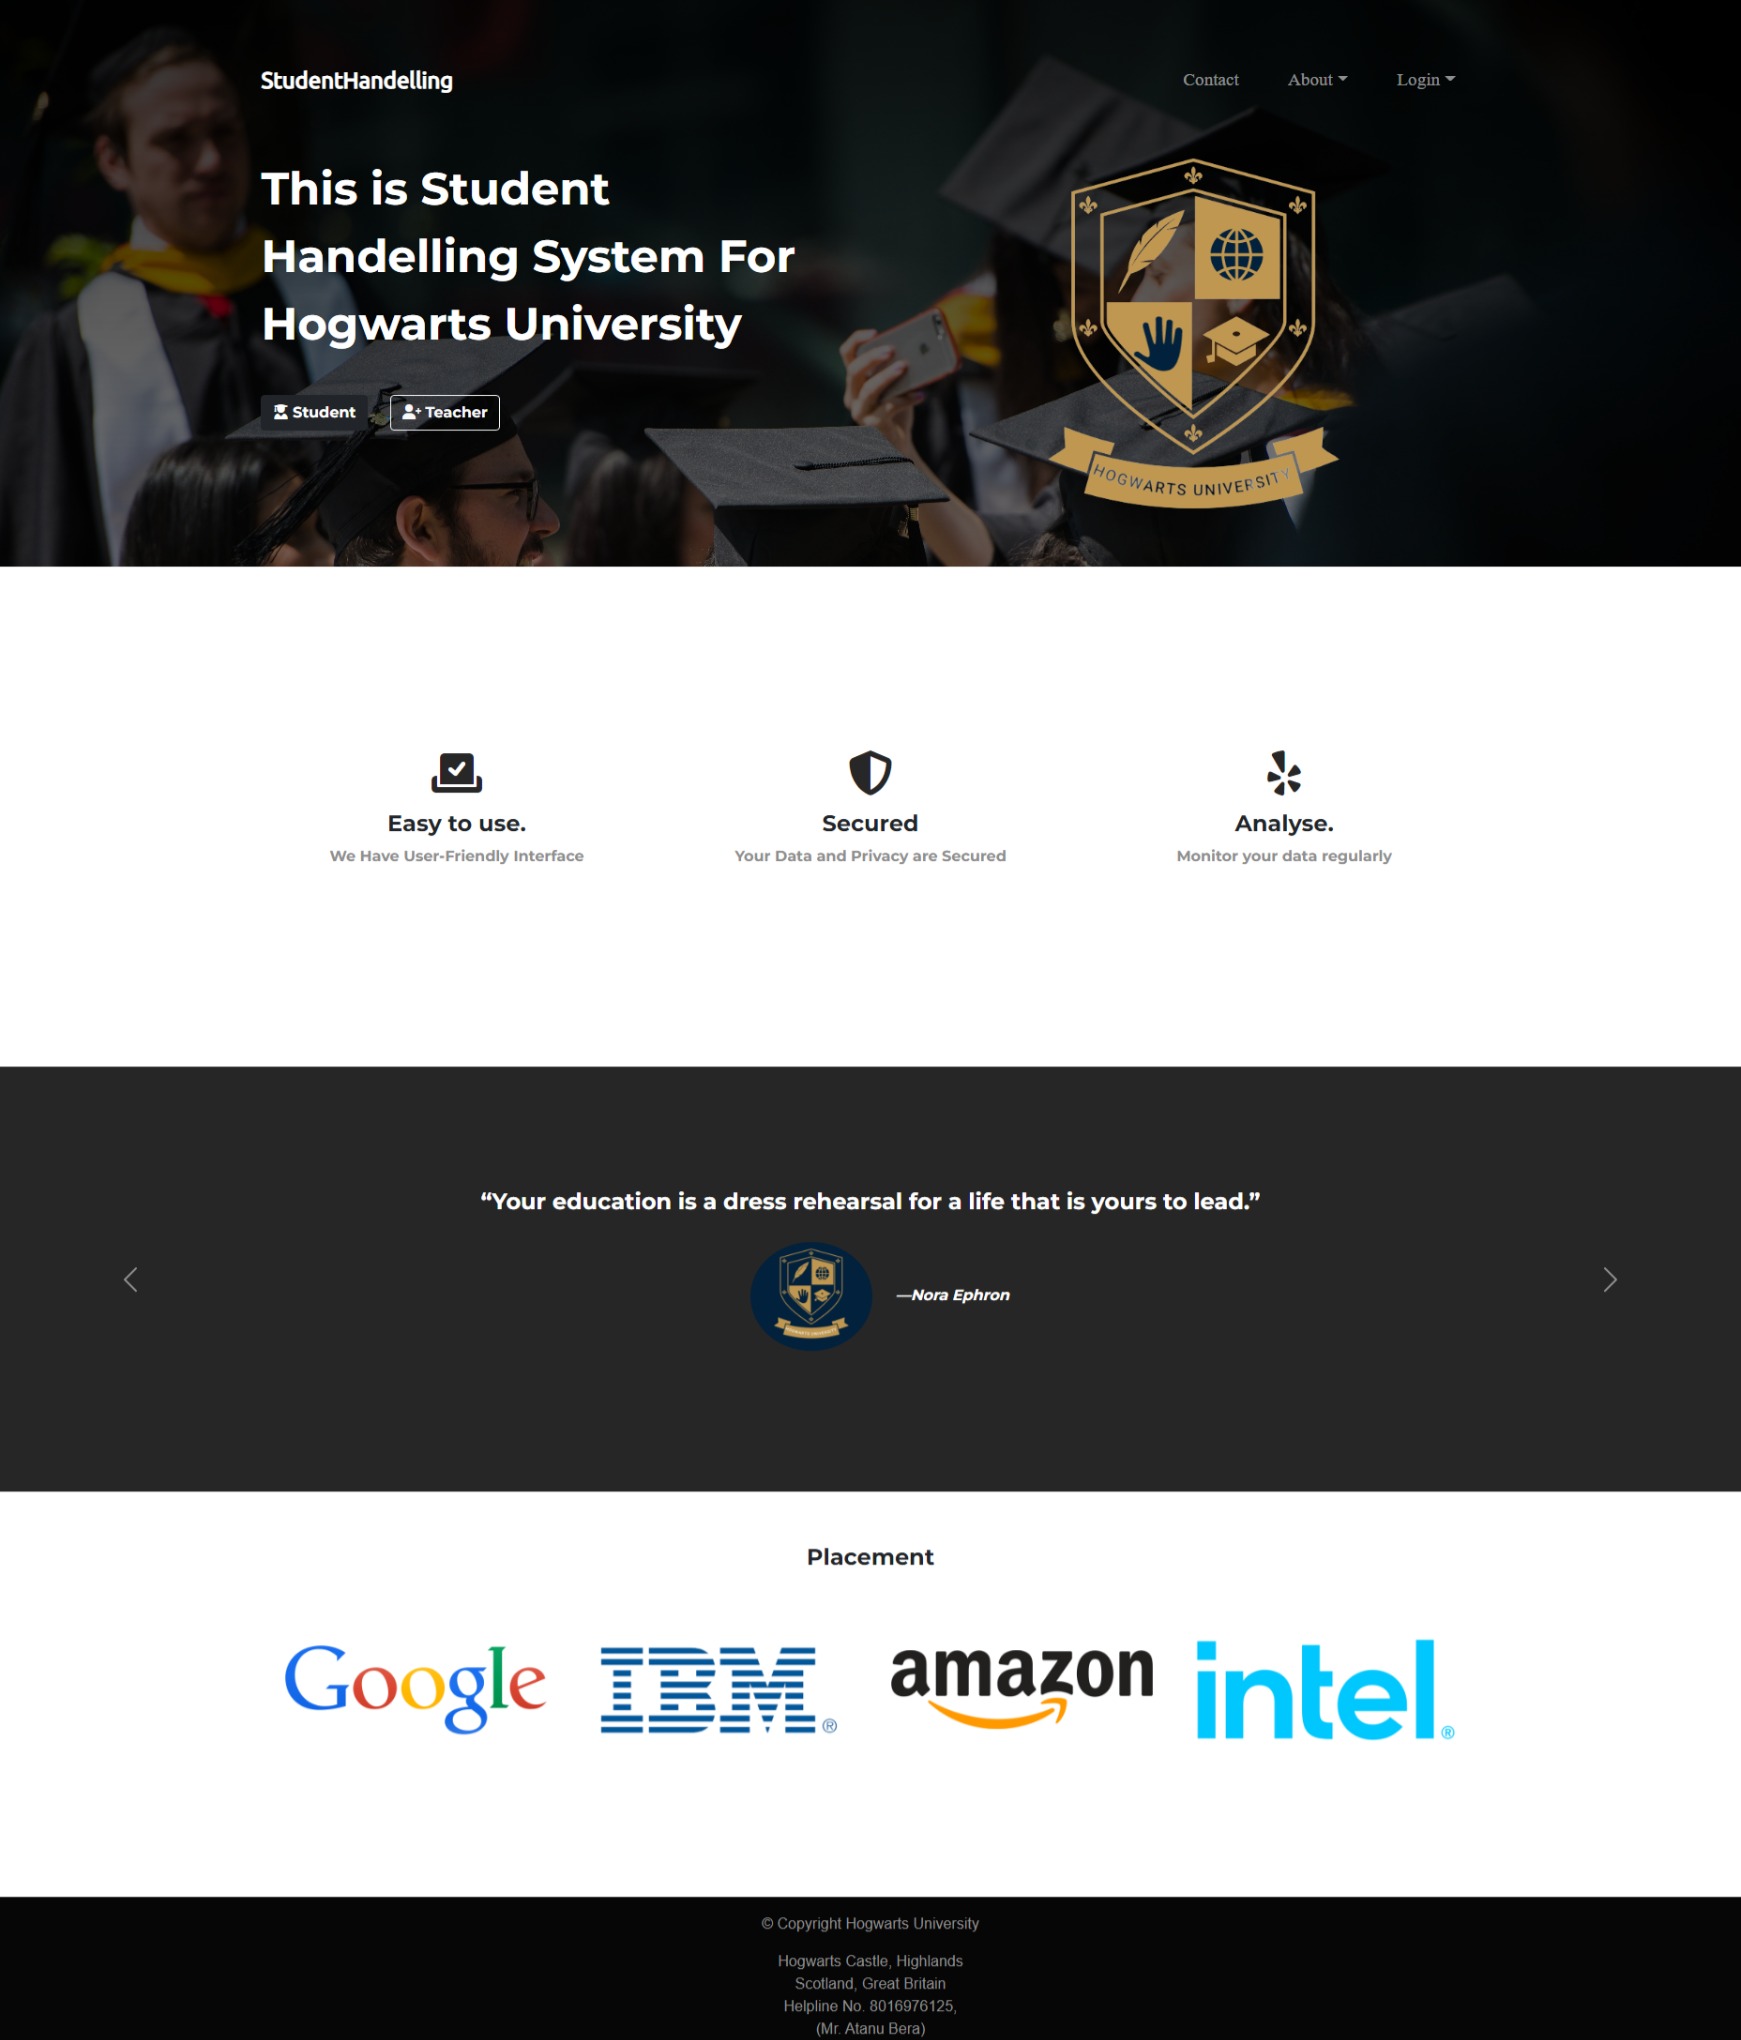 StudentHandelling
Contact
About
Login
This is Student
Handelling System For
Hogwarts University
Student
Teacher
HOGWARTS UNIVERSITY
Easy to use.
We Have User-Friendly Interface
Secured
Your Data and Privacy are Secured
Analyse.
Monitor your data regularly
“Your education is a dress rehearsal for a life that is yours to lead.”
HOGWARTS UNIVERSITY
—Nora Ephron
Placement
Google
IBM®
amazon
intel®
© Copyright Hogwarts University
Hogwarts Castle, Highlands
Scotland, Great Britain
Helpline No. 8016976125,
(Mr. Atanu Bera)